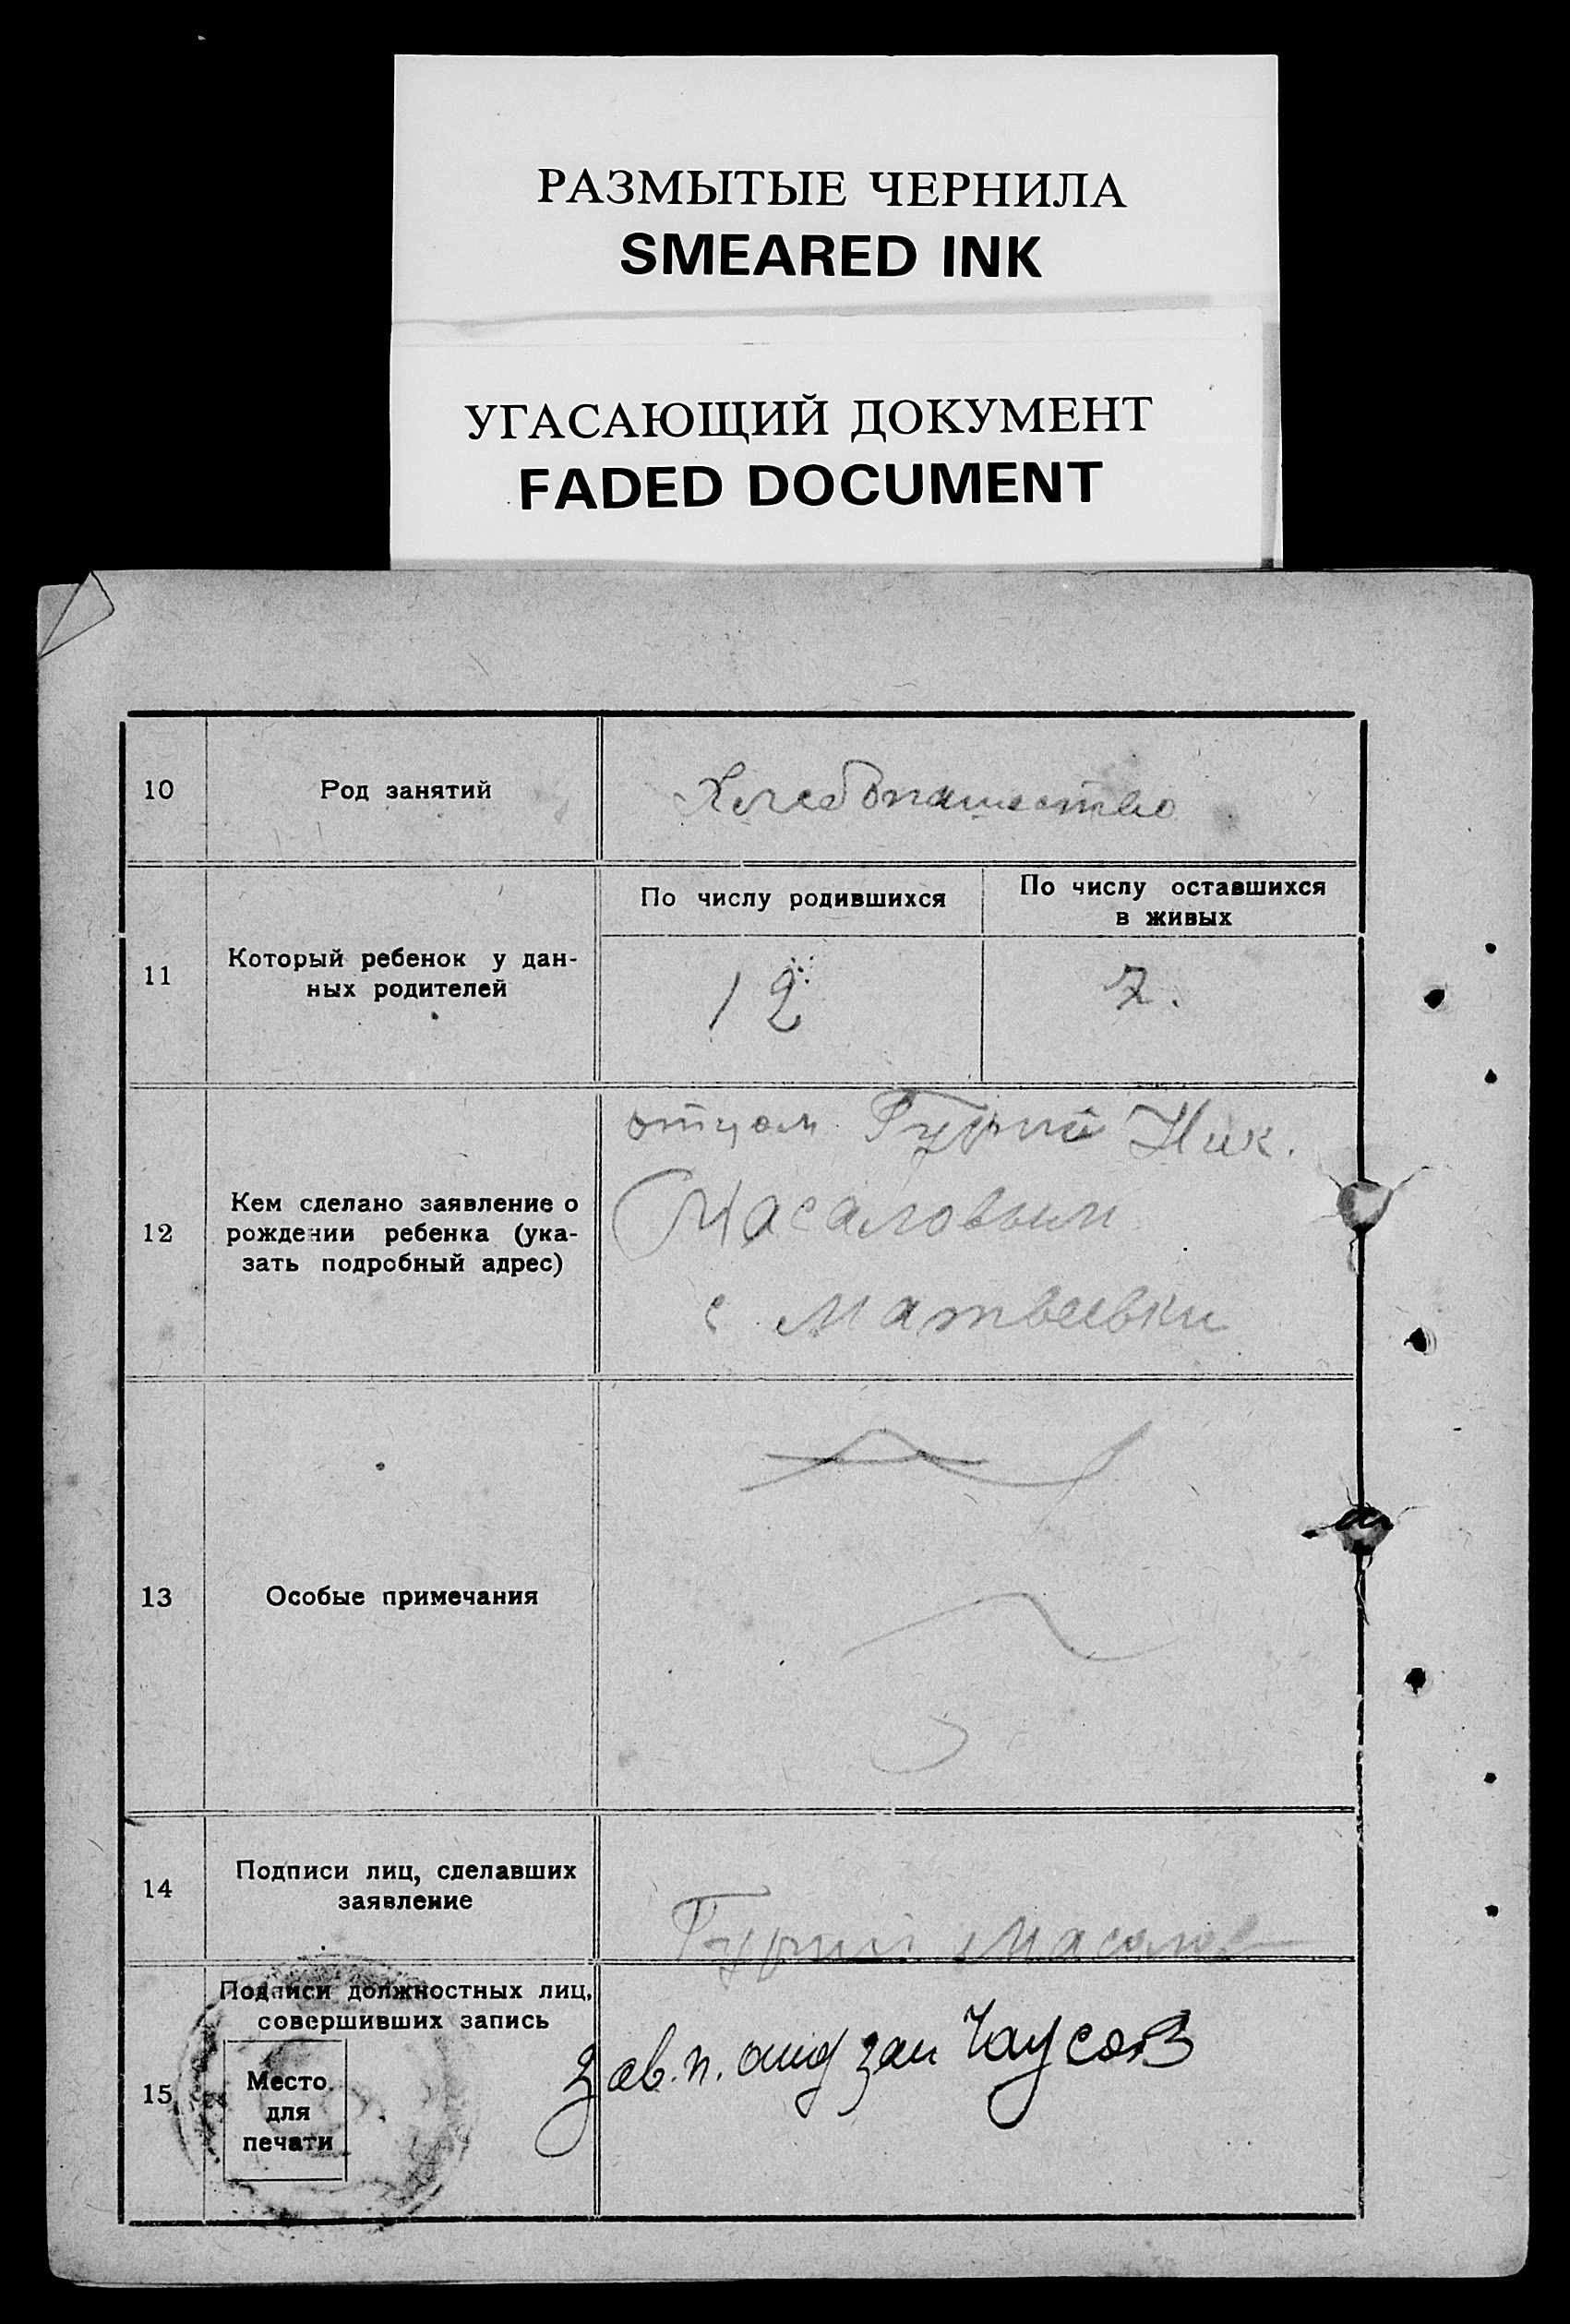 РАЗМЫТЫЕ ЧЕРНИЛА
SMEARED INK
УГАСАЮЩИЙ ДОКУМЕНТ
FADED DOCUMENT
10
Род занятий
Хлебопашество
11
Который ребенок у дан-
ных родителей
По числу родившихся
По числу оставшихся
в живых
12
7.
12
Кем сделано заявление о
рождении ребенка (ука-
зать подробный адрес)
отцом Гурий Ник.
Масаловым
с Матвеевки
13
Особые примечания
14
Подписи лиц, сделавших
заявление
Гурий Масалов
15
Подписи должностных лиц,
совершивших запись
Место
для
печати
Зав. п. Чаусов